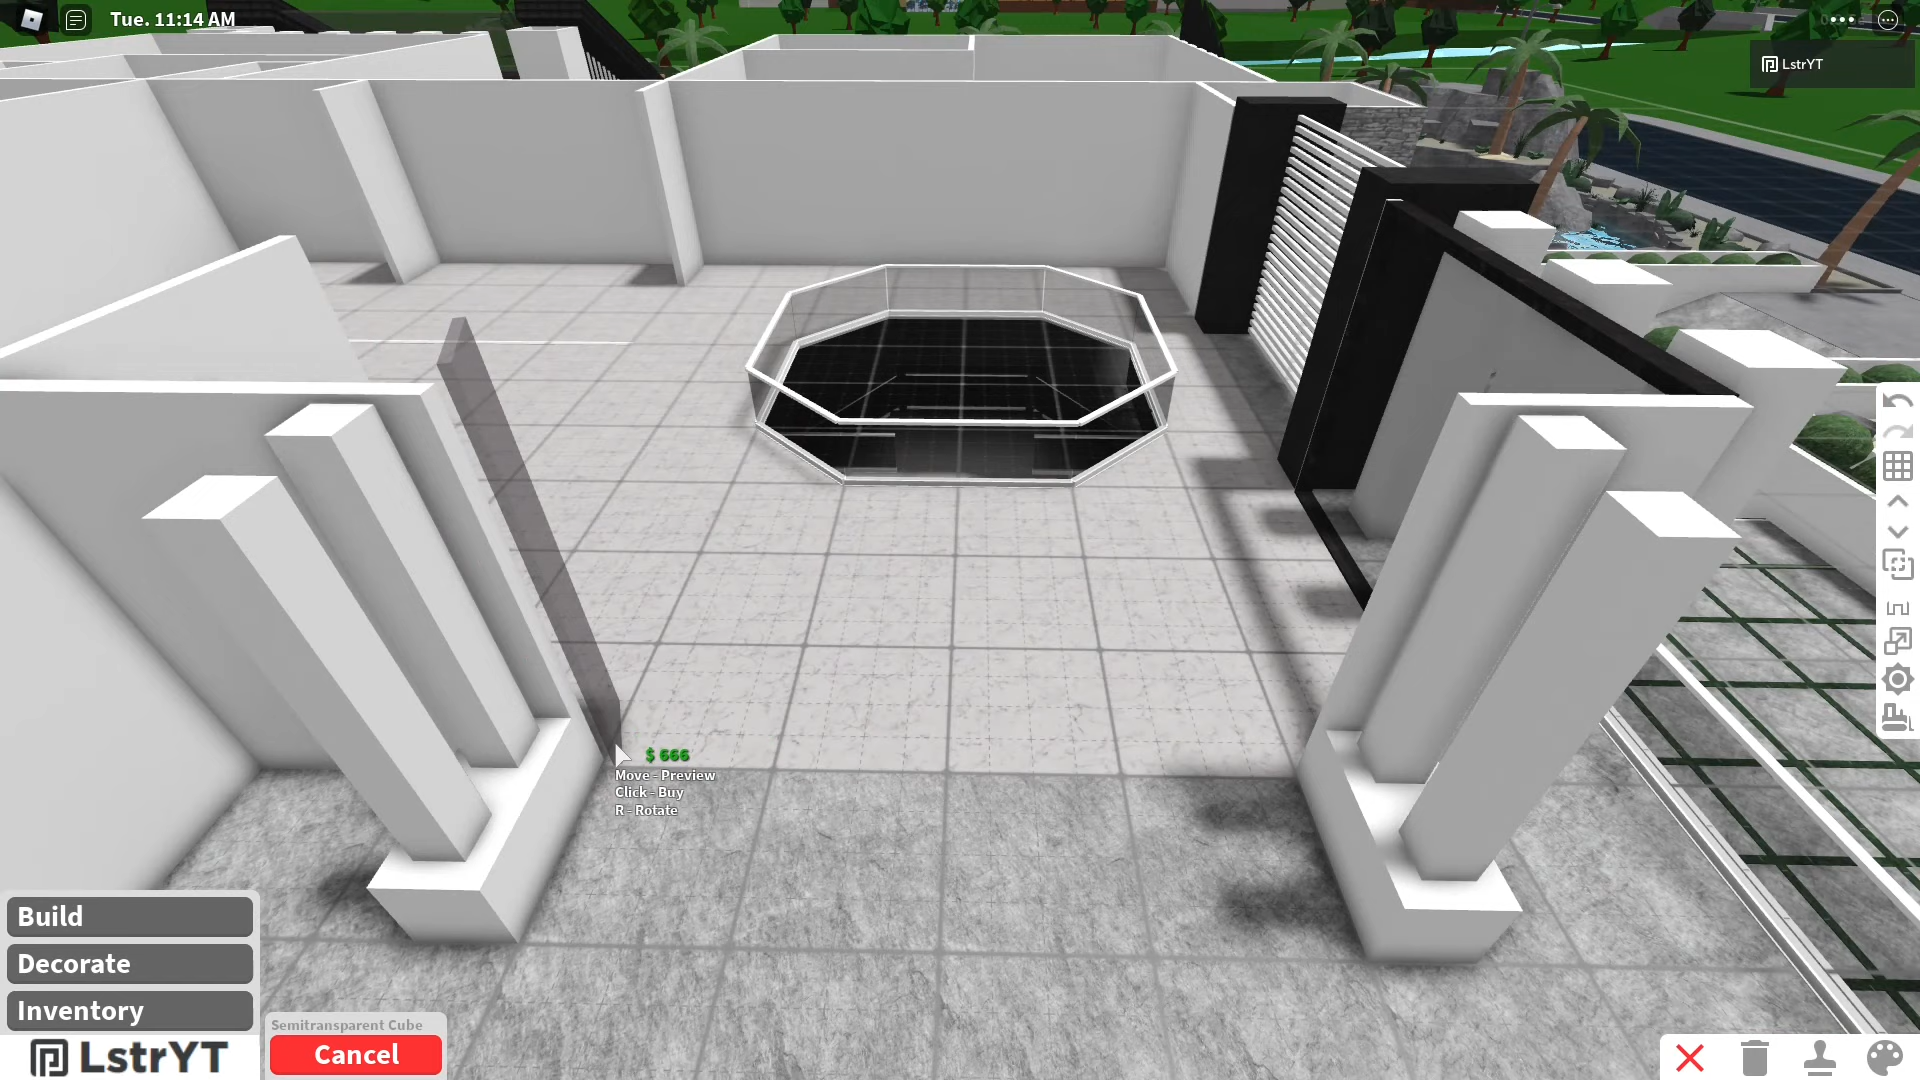 Tue. 11:14 AM
LstrYT
$ 666
Move - Preview
Click - Buy
R - Rotate
Build
Decorate
Inventory
Semitransparent Cube
Cancel
LstrYT